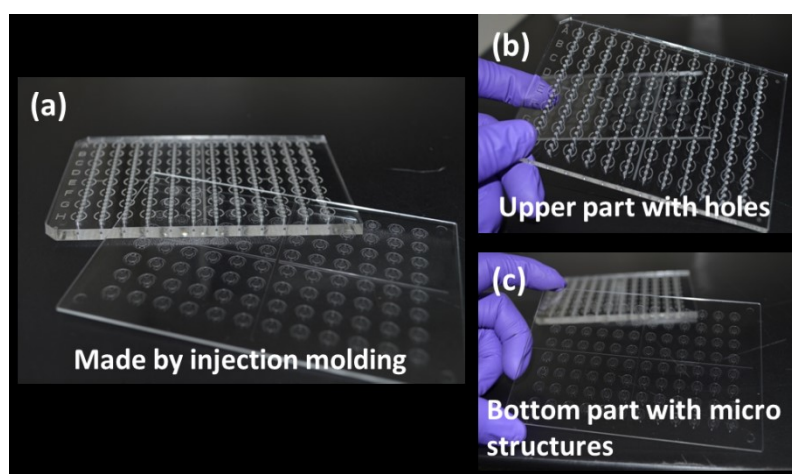 (a)
Made by injection molding
(b)
Upper part with holes
(c)
Bottom part with micro
structures
A
B
C
D
E
F
G
H